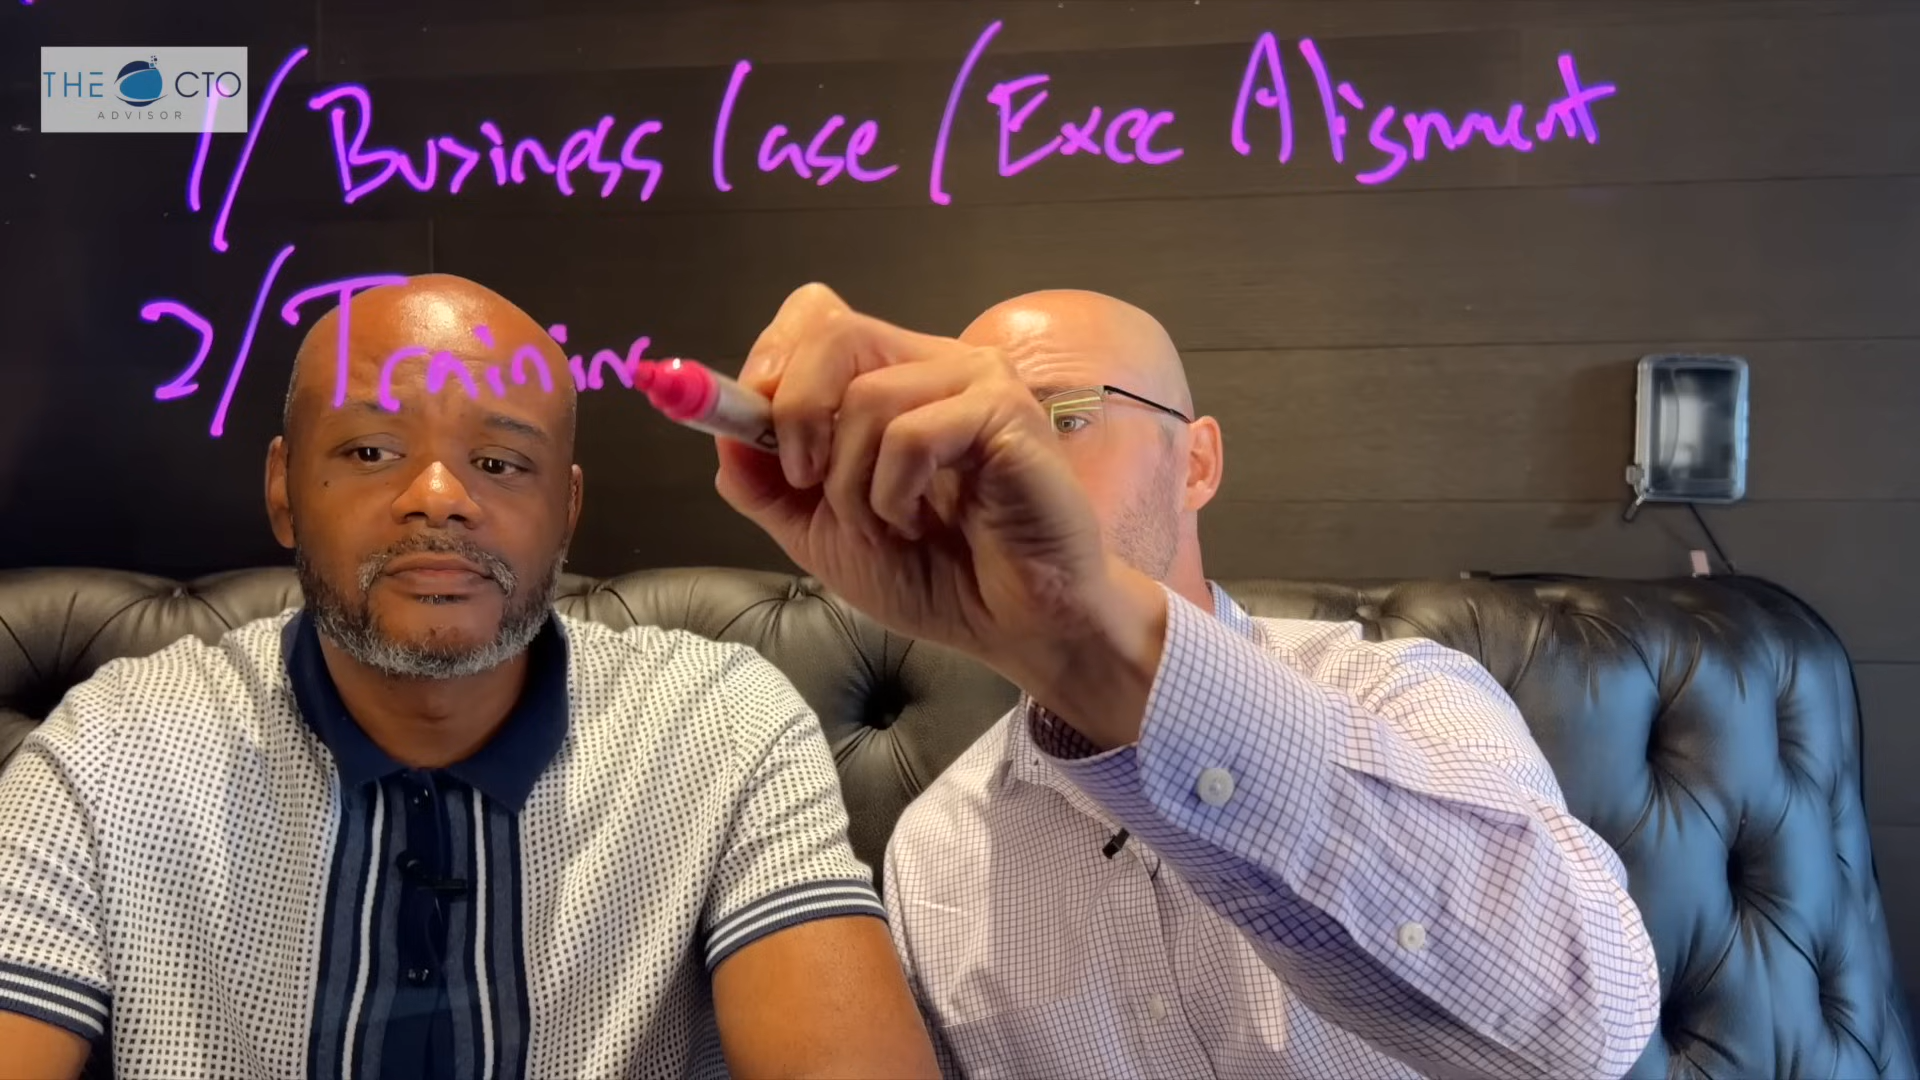 THE CTO
ADVISOR
1/ Business Case / Exec Alignment
2/ Training